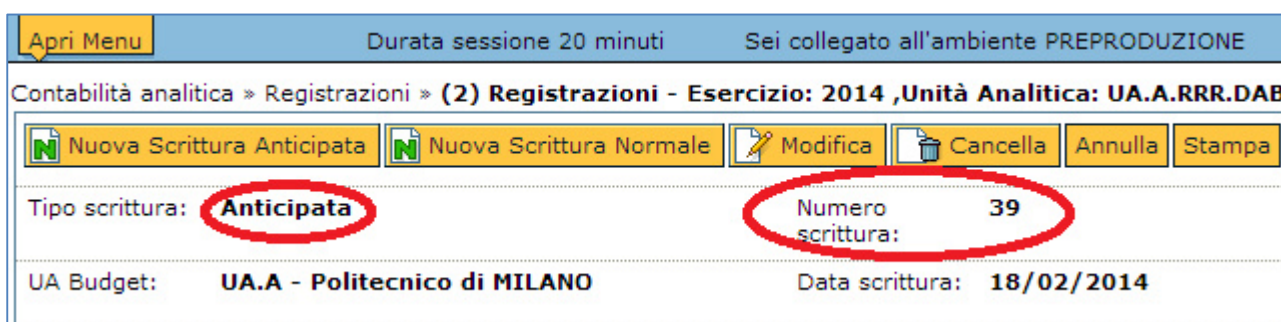 Apri Menu Durata sessione 20 minuti Sei collegato all'ambiente PREPRODUZIONE
Contabilità analitica » Registrazioni » (2) Registrazioni - Esercizio: 2014 ,Unità Analitica: UA.A.RRR.DAB
Nuova Scrittura Anticipata Nuova Scrittura Normale Modifica Cancella Annulla Stampa
Tipo scrittura: Anticipata Numero 39
scrittura:
UA Budget: UA.A - Politecnico di MILANO Data scrittura: 18/02/2014